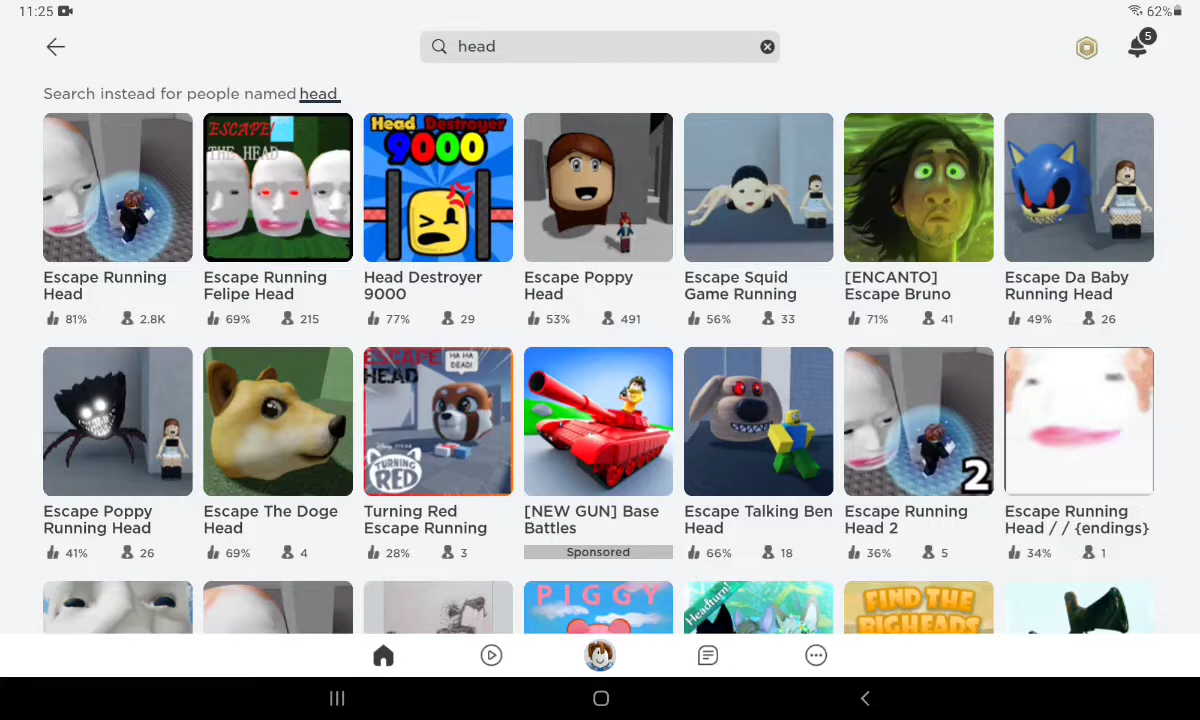 11:25
62%
head
5
Search instead for people named head
ESCAPE!
THE HEAD
Head Destroyer
9000
Escape Running
Head
81% 2.8K
Escape Running
Felipe Head
69% 215
Head Destroyer
9000
77% 29
Escape Poppy
Head
53% 491
Escape Squid
Game Running
56% 33
[ENCANTO]
Escape Bruno
71% 41
Escape Da Baby
Running Head
49% 26
ESCAPE
HEAD
HA HA
DEAD!
DISNEY PIXAR
TURNING
RED
2
Escape Poppy
Running Head
41% 26
Escape The Doge
Head
69% 4
Turning Red
Escape Running
28% 3
[NEW GUN] Base
Battles
Sponsored
Escape Talking Ben
Head
66% 18
Escape Running
Head 2
36% 5
Escape Running
Head / / {endings}
34% 1
PIGGY
Headturn!
FIND THE
BIGHEADS